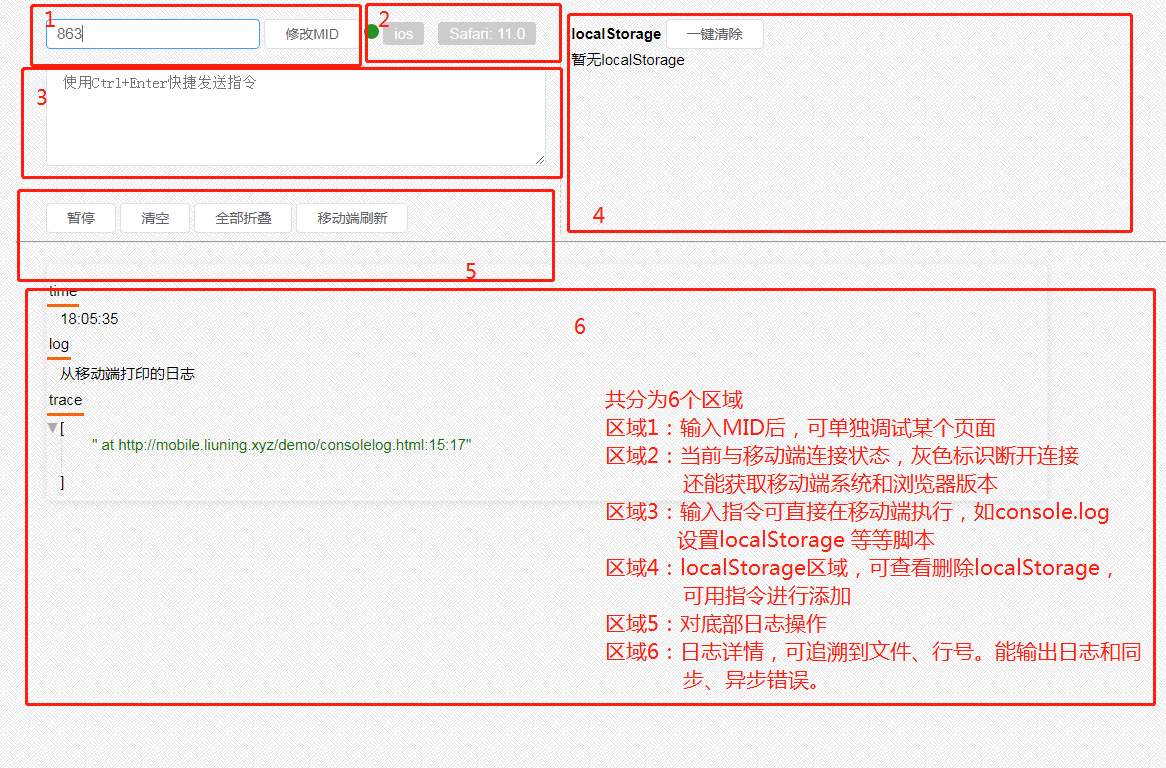 1
863
修改MID
2
ios
Safari: 11.0
localStorage
一键清除
暂无localStorage
3
使用Ctrl+Enter快捷发送指令
4
暂停
清空
全部折叠
移动端刷新
5
time
18:05:35
log
从移动端打印的日志
trace
[
" at http://mobile.liuning.xyz/demo/consolelog.html:15:17"
]
6
共分为6个区域
区域1：输入MID后，可单独调试某个页面
区域2：当前与移动端连接状态，灰色标识断开连接
还能获取移动端系统和浏览器版本
区域3：输入指令可直接在移动端执行，如console.log
设置localStorage 等等脚本
区域4：localStorage区域，可查看删除localStorage，
可用指令进行添加
区域5：对底部日志操作
区域6：日志详情，可追溯到文件、行号。能输出日志和同
步、异步错误。